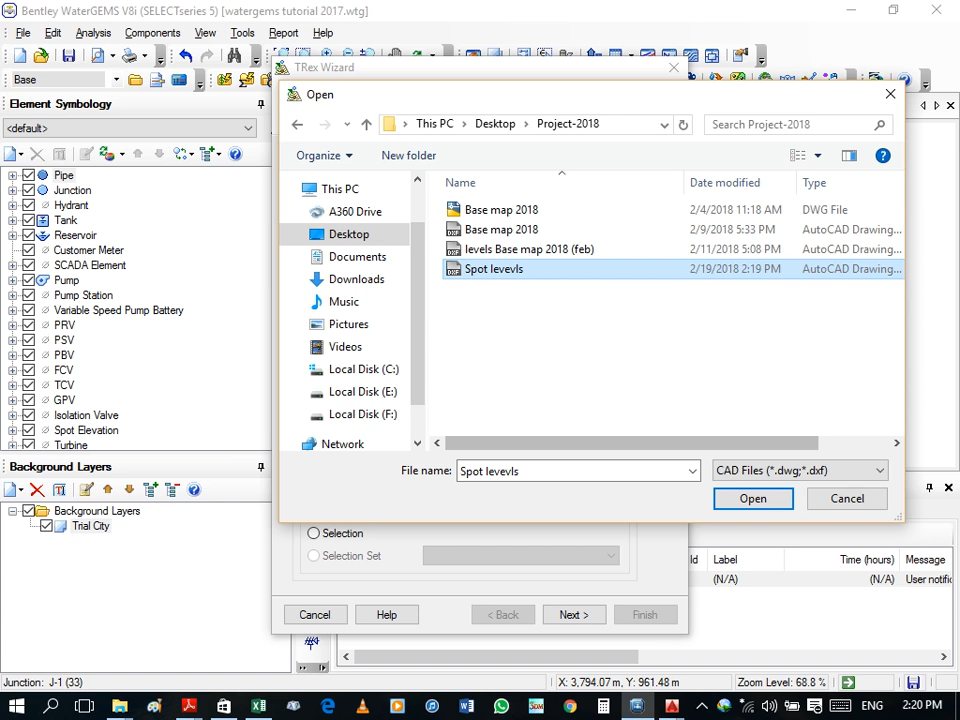 Bentley WaterGEMS V8i (SELECTseries 5) [watergems tutorial 2017.wtg]
File Edit Analysis Components View Tools Report Help
Base
TRex Wizard
Element Symbology
<default>
Pipe
Junction
Hydrant
Tank
Reservoir
Customer Meter
SCADA Element
Pump
Pump Station
Variable Speed Pump Battery
PRV
PSV
PBV
FCV
TCV
GPV
Isolation Valve
Spot Elevation
Turbine
Background Layers
Background Layers
Trial City
Open
This PC > Desktop > Project-2018
Search Project-2018
Organize
New folder
This PC
A360 Drive
Desktop
Documents
Downloads
Music
Pictures
Videos
Local Disk (C:)
Local Disk (E:)
Local Disk (F:)
Network
Name Date modified Type
Base map 2018 2/4/2018 11:18 AM DWG File
Base map 2018 2/9/2018 5:33 PM AutoCAD Drawing...
levels Base map 2018 (feb) 2/11/2018 5:08 PM AutoCAD Drawing...
Spot levevls 2/19/2018 2:19 PM AutoCAD Drawing...
File name: Spot levevls CAD Files (*.dwg;*.dxf)
Open Cancel
Selection
Selection Set
Cancel Help < Back Next > Finish
Id Label Time (hours) Message
(N/A) (N/A) User notific
Junction: J-1 (33) X: 3,794.07 m, Y: 961.48 m Zoom Level: 68.8 %
ENG 2:20 PM